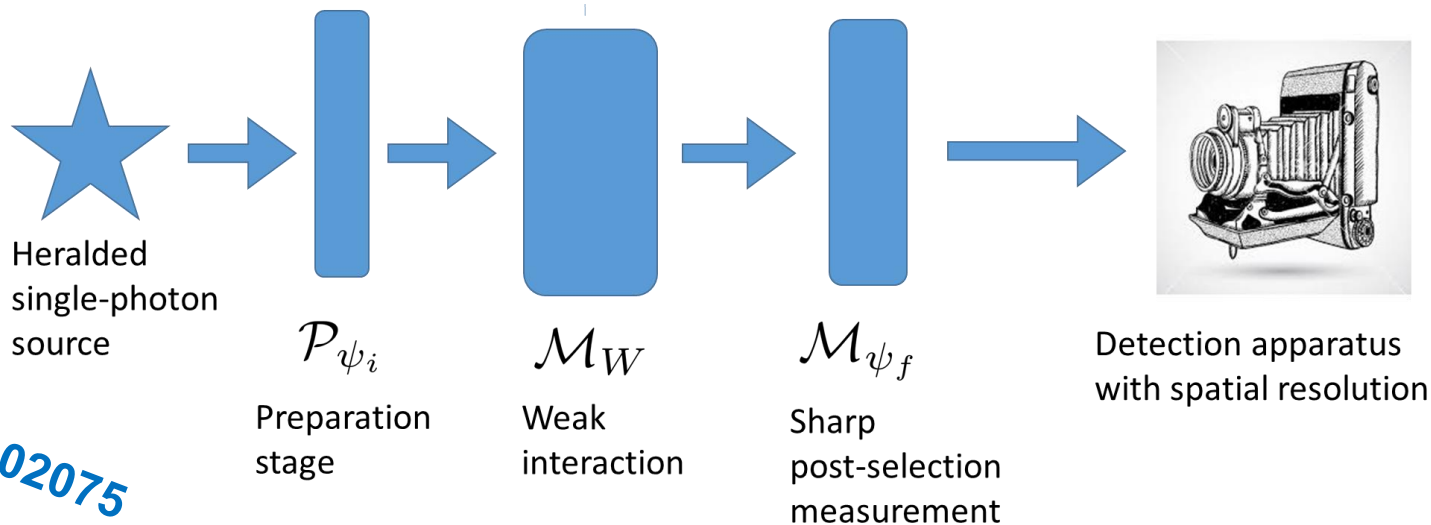 Heralded
single-photon
source
𝒫ψi
Preparation
stage
ℳW
Weak
interaction
ℳψf
Sharp
post-selection
measurement
Detection apparatus
with spatial resolution
02075